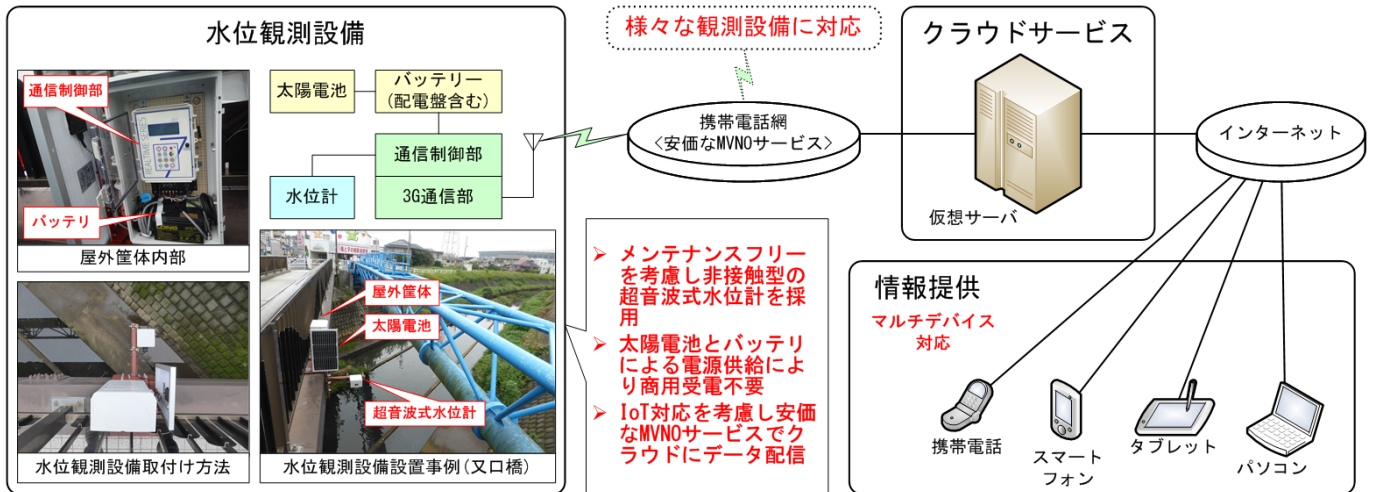 水位観測設備
通信制御部
バッテリ
屋外筐体内部
太陽電池
バッテリー
(配電盤含む)
通信制御部
3G通信部
水位計
水位観測設備取付け方法
屋外筐体
太陽電池
超音波式水位計
水位観測設備設置事例(又口橋)
様々な観測設備に対応
携帯電話網
<安価なMVNOサービス>
➢ メンテナンスフリー
を考慮し非接触型の
超音波式水位計を採
用
➢ 太陽電池とバッテリ
による電源供給によ
り商用受電不要
➢ IoT対応を考慮し安価
なMVNOサービスでク
ラウドにデータ配信
クラウドサービス
仮想サーバ
インターネット
情報提供
マルチデバイス
対応
携帯電話
スマート
フォン
タブレット
パソコン
REALTIME SERIES